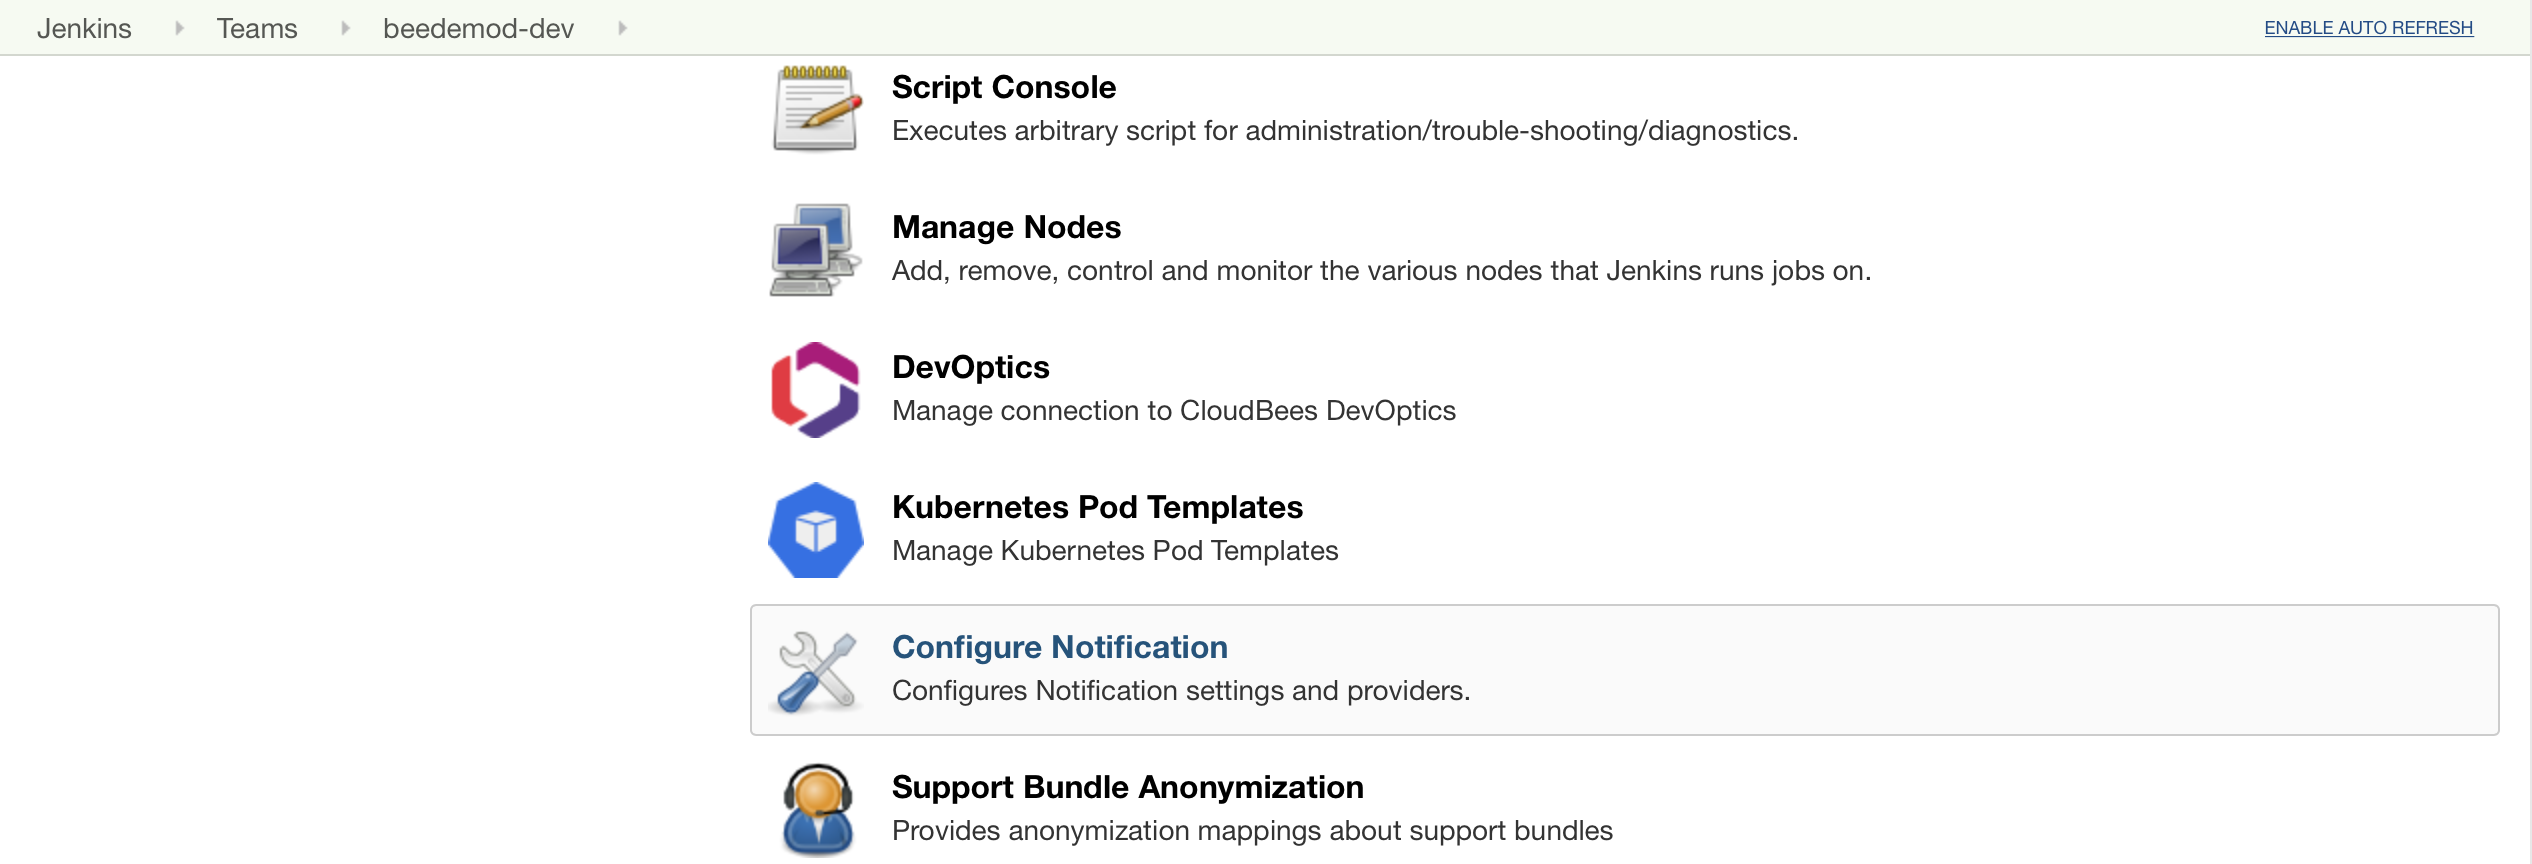 Jenkins Teams beedemod-dev ENABLE AUTO REFRESH
Script Console
Executes arbitrary script for administration/trouble-shooting/diagnostics.
Manage Nodes
Add, remove, control and monitor the various nodes that Jenkins runs jobs on.
DevOptics
Manage connection to CloudBees DevOptics
Kubernetes Pod Templates
Manage Kubernetes Pod Templates
Configure Notification
Configures Notification settings and providers.
Support Bundle Anonymization
Provides anonymization mappings about support bundles